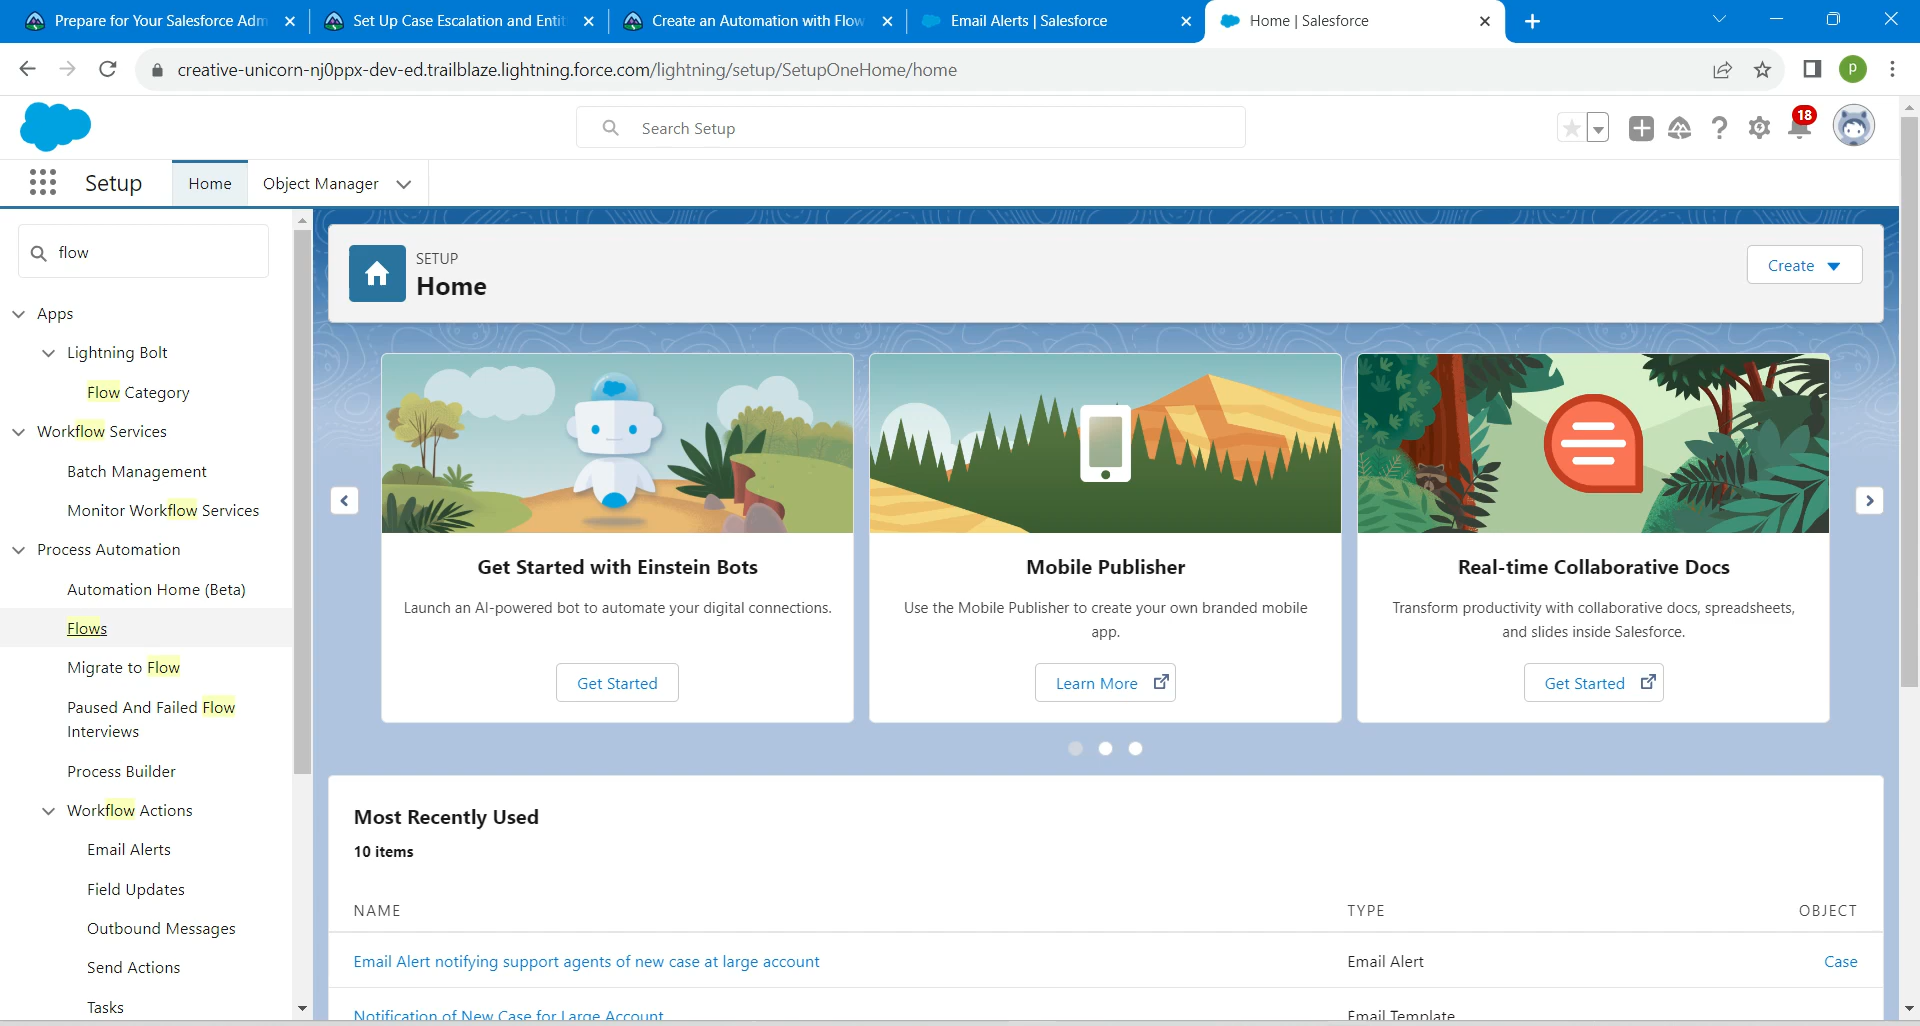 Prepare for Your Salesforce Adm
Set Up Case Escalation and Entit
Create an Automation with Flow
Email Alerts | Salesforce
Home | Salesforce
creative-unicorn-nj0ppx-dev-ed.trailblaze.lightning.force.com/lightning/setup/SetupOneHome/home
p
Search Setup
18
Setup
Home
Object Manager
flow
Apps
Lightning Bolt
Flow Category
Workflow Services
Batch Management
Monitor Workflow Services
Process Automation
Automation Home (Beta)
Flows
Migrate to Flow
Paused And Failed Flow
Interviews
Process Builder
Workflow Actions
Email Alerts
Field Updates
Outbound Messages
Send Actions
Tasks
SETUP
Home
Create
Get Started with Einstein Bots
Launch an AI-powered bot to automate your digital connections.
Get Started
Mobile Publisher
Use the Mobile Publisher to create your own branded mobile
app.
Learn More
Real-time Collaborative Docs
Transform productivity with collaborative docs, spreadsheets,
and slides inside Salesforce.
Get Started
Most Recently Used
10 items
NAME TYPE OBJECT
Email Alert notifying support agents of new case at large account Email Alert Case
Notification of New Case for Large Account Email Template